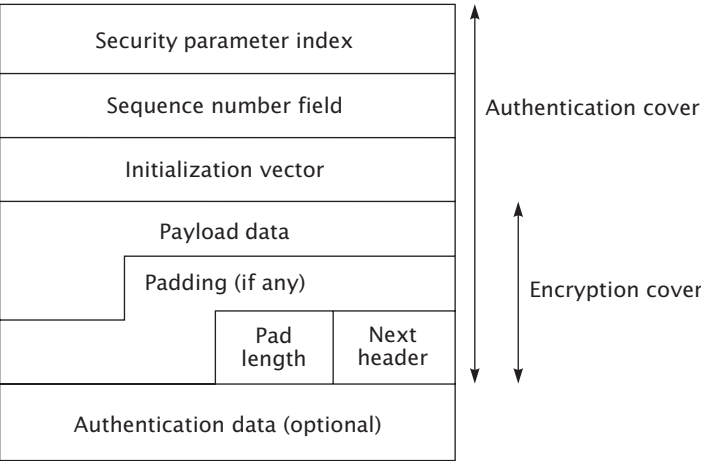 Security parameter index
Sequence number field
Authentication cover
Initialization vector
Payload data
Padding (if any)
Encryption cover
Pad
length
Next
header
Authentication data (optional)